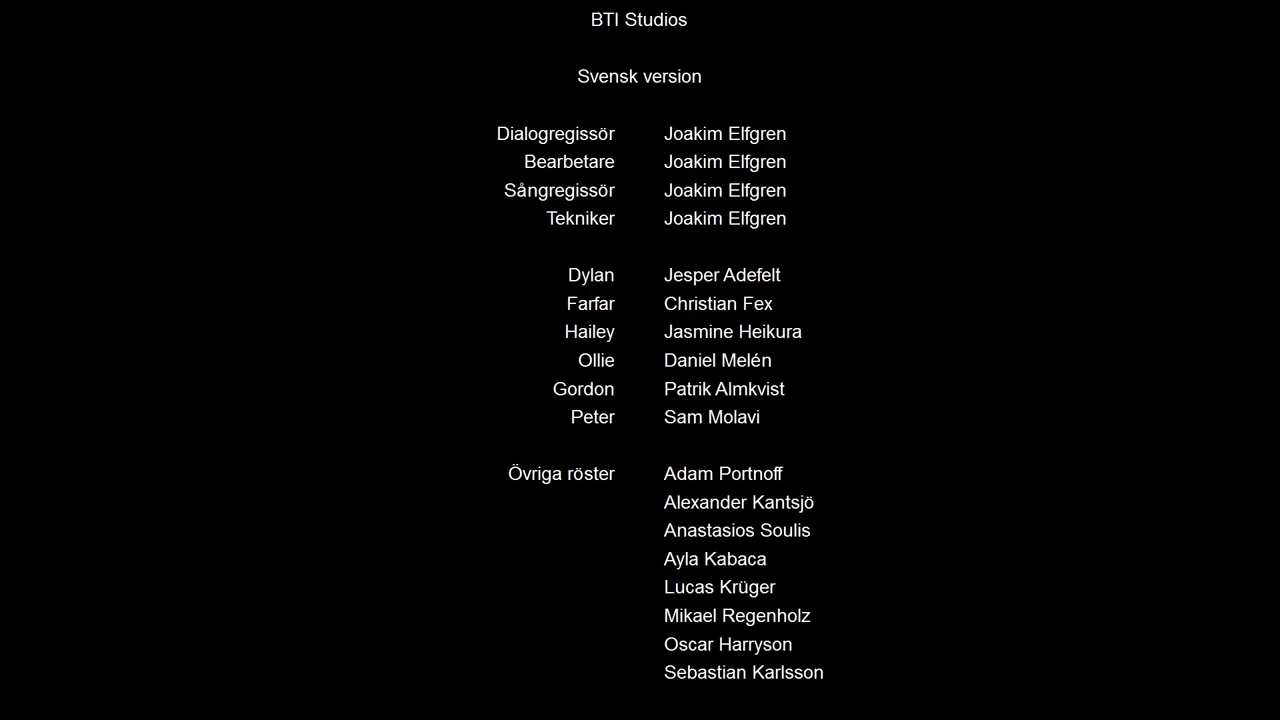 BTI Studios
Svensk version
Dialogregissör Joakim Elfgren
Bearbetare Joakim Elfgren
Sångregissör Joakim Elfgren
Tekniker Joakim Elfgren
Dylan Jesper Adefelt
Farfar Christian Fex
Hailey Jasmine Heikura
Ollie Daniel Melén
Gordon Patrik Almkvist
Peter Sam Molavi
Övriga röster Adam Portnoff
Alexander Kantsjö
Anastasios Soulis
Ayla Kabaca
Lucas Krüger
Mikael Regenholz
Oscar Harryson
Sebastian Karlsson